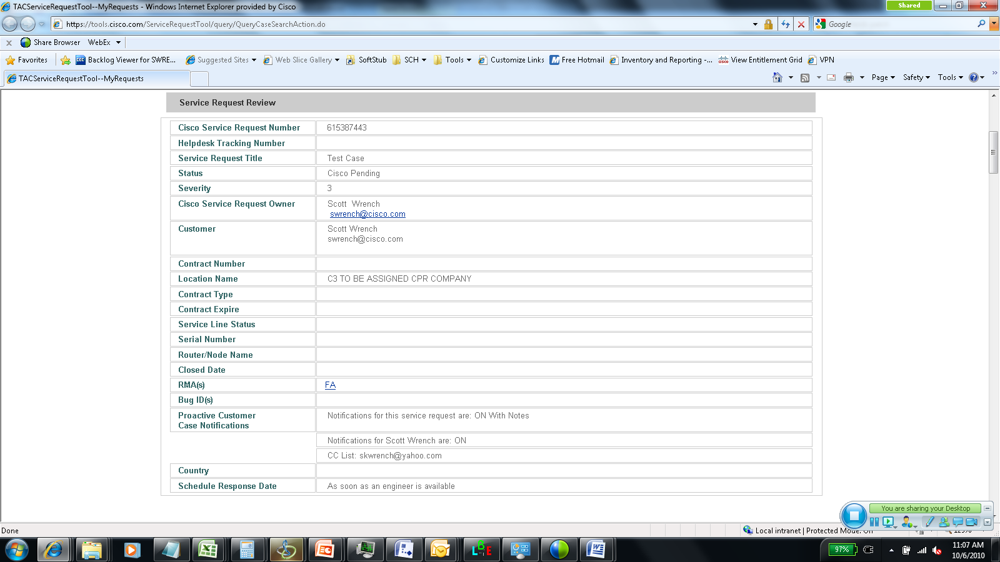 TACServiceRequestTool--MyRequests - Windows Internet Explorer provided by Cisco
Shared
https://tools.cisco.com/ServiceRequestTool/query/QueryCaseSearchAction.do
Google
x Share Browser WebEx
Favorites CEC Backlog Viewer for SWRE... Suggested Sites Web Slice Gallery SoftStub SCH Tools Customize Links M Free Hotmail Inventory and Reporting -... cisco View Entitlement Grid VPN
TACServiceRequestTool--MyRequests
Page Safety Tools
Service Request Review
Cisco Service Request Number 615387443
Helpdesk Tracking Number
Service Request Title Test Case
Status Cisco Pending
Severity 3
Cisco Service Request Owner Scott Wrench
swrench@cisco.com
Customer Scott Wrench
swrench@cisco.com
Contract Number
Location Name C3 TO BE ASSIGNED CPR COMPANY
Contract Type
Contract Expire
Service Line Status
Serial Number
Router/Node Name
Closed Date
RMA(s) FA
Bug ID(s)
Proactive Customer Notifications for this service request are: ON With Notes
Case Notifications
Notifications for Scott Wrench are: ON
CC List: skwrench@yahoo.com
Country
Schedule Response Date As soon as an engineer is available
You are sharing your Desktop
Done
Local intranet | Protected Mode: Off
125%
LBE
97%
11:07 AM
10/6/2010